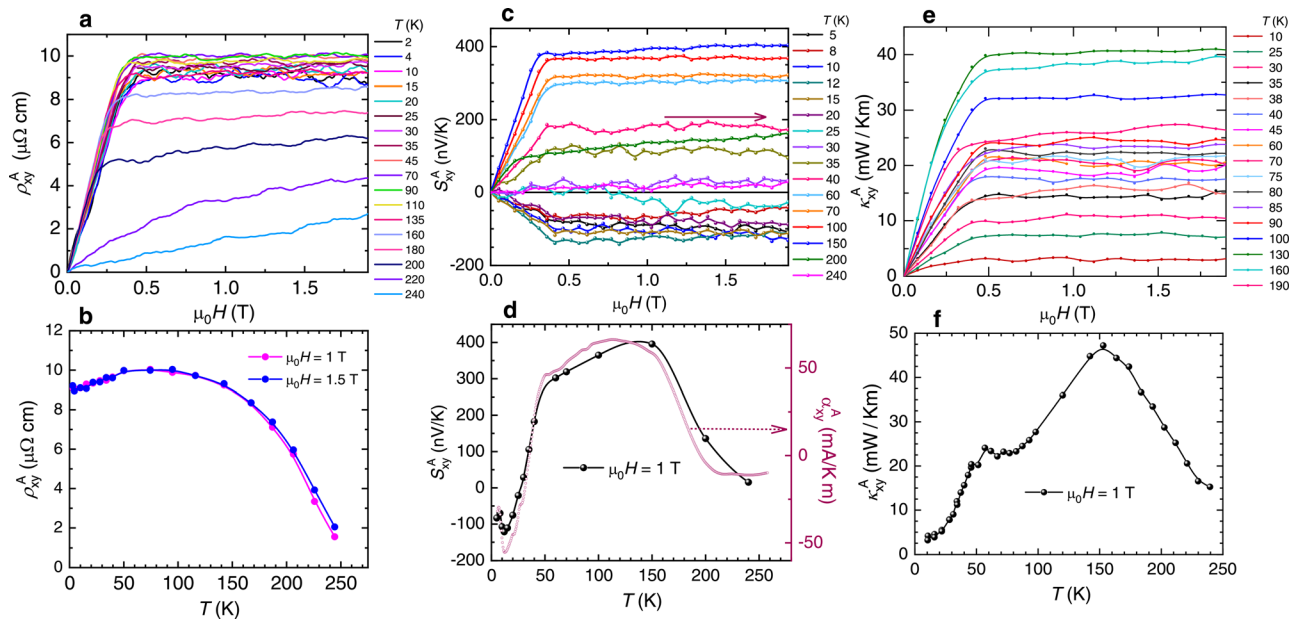 a
T (K)
2
4
10
15
20
25
30
35
45
70
90
110
135
160
180
200
220
240
10
8
6
4
2
0
0.0 0.5 1.0 1.5
μ0H (T)
ρxyA (μΩ cm)
c
T (K)
5
8
10
12
15
20
25
30
35
40
60
70
100
150
200
240
400
300
200
100
0
-100
-200
0.0 0.5 1.0 1.5
μ0H (T)
SxyA (nV/K)
e
T (K)
10
25
30
35
38
40
45
60
70
75
80
85
90
100
130
160
190
40
30
20
10
0
0.0 0.5 1.0 1.5
μ0H (T)
κxyA (mW / Km)
b
μ0H = 1 T
μ0H = 1.5 T
12
10
8
6
4
2
0
0 50 100 150 200 250
T (K)
ρxyA (μΩ cm)
d
μ0H = 1 T
400
300
200
100
0
-100
-200
0 50 100 150 200 250
T (K)
SxyA (nV/K)
50
0
-50
αxyA (mA/K m)
f
μ0H = 1 T
50
40
30
20
10
0
0 50 100 150 200 250
T (K)
κxyA (mW / Km)